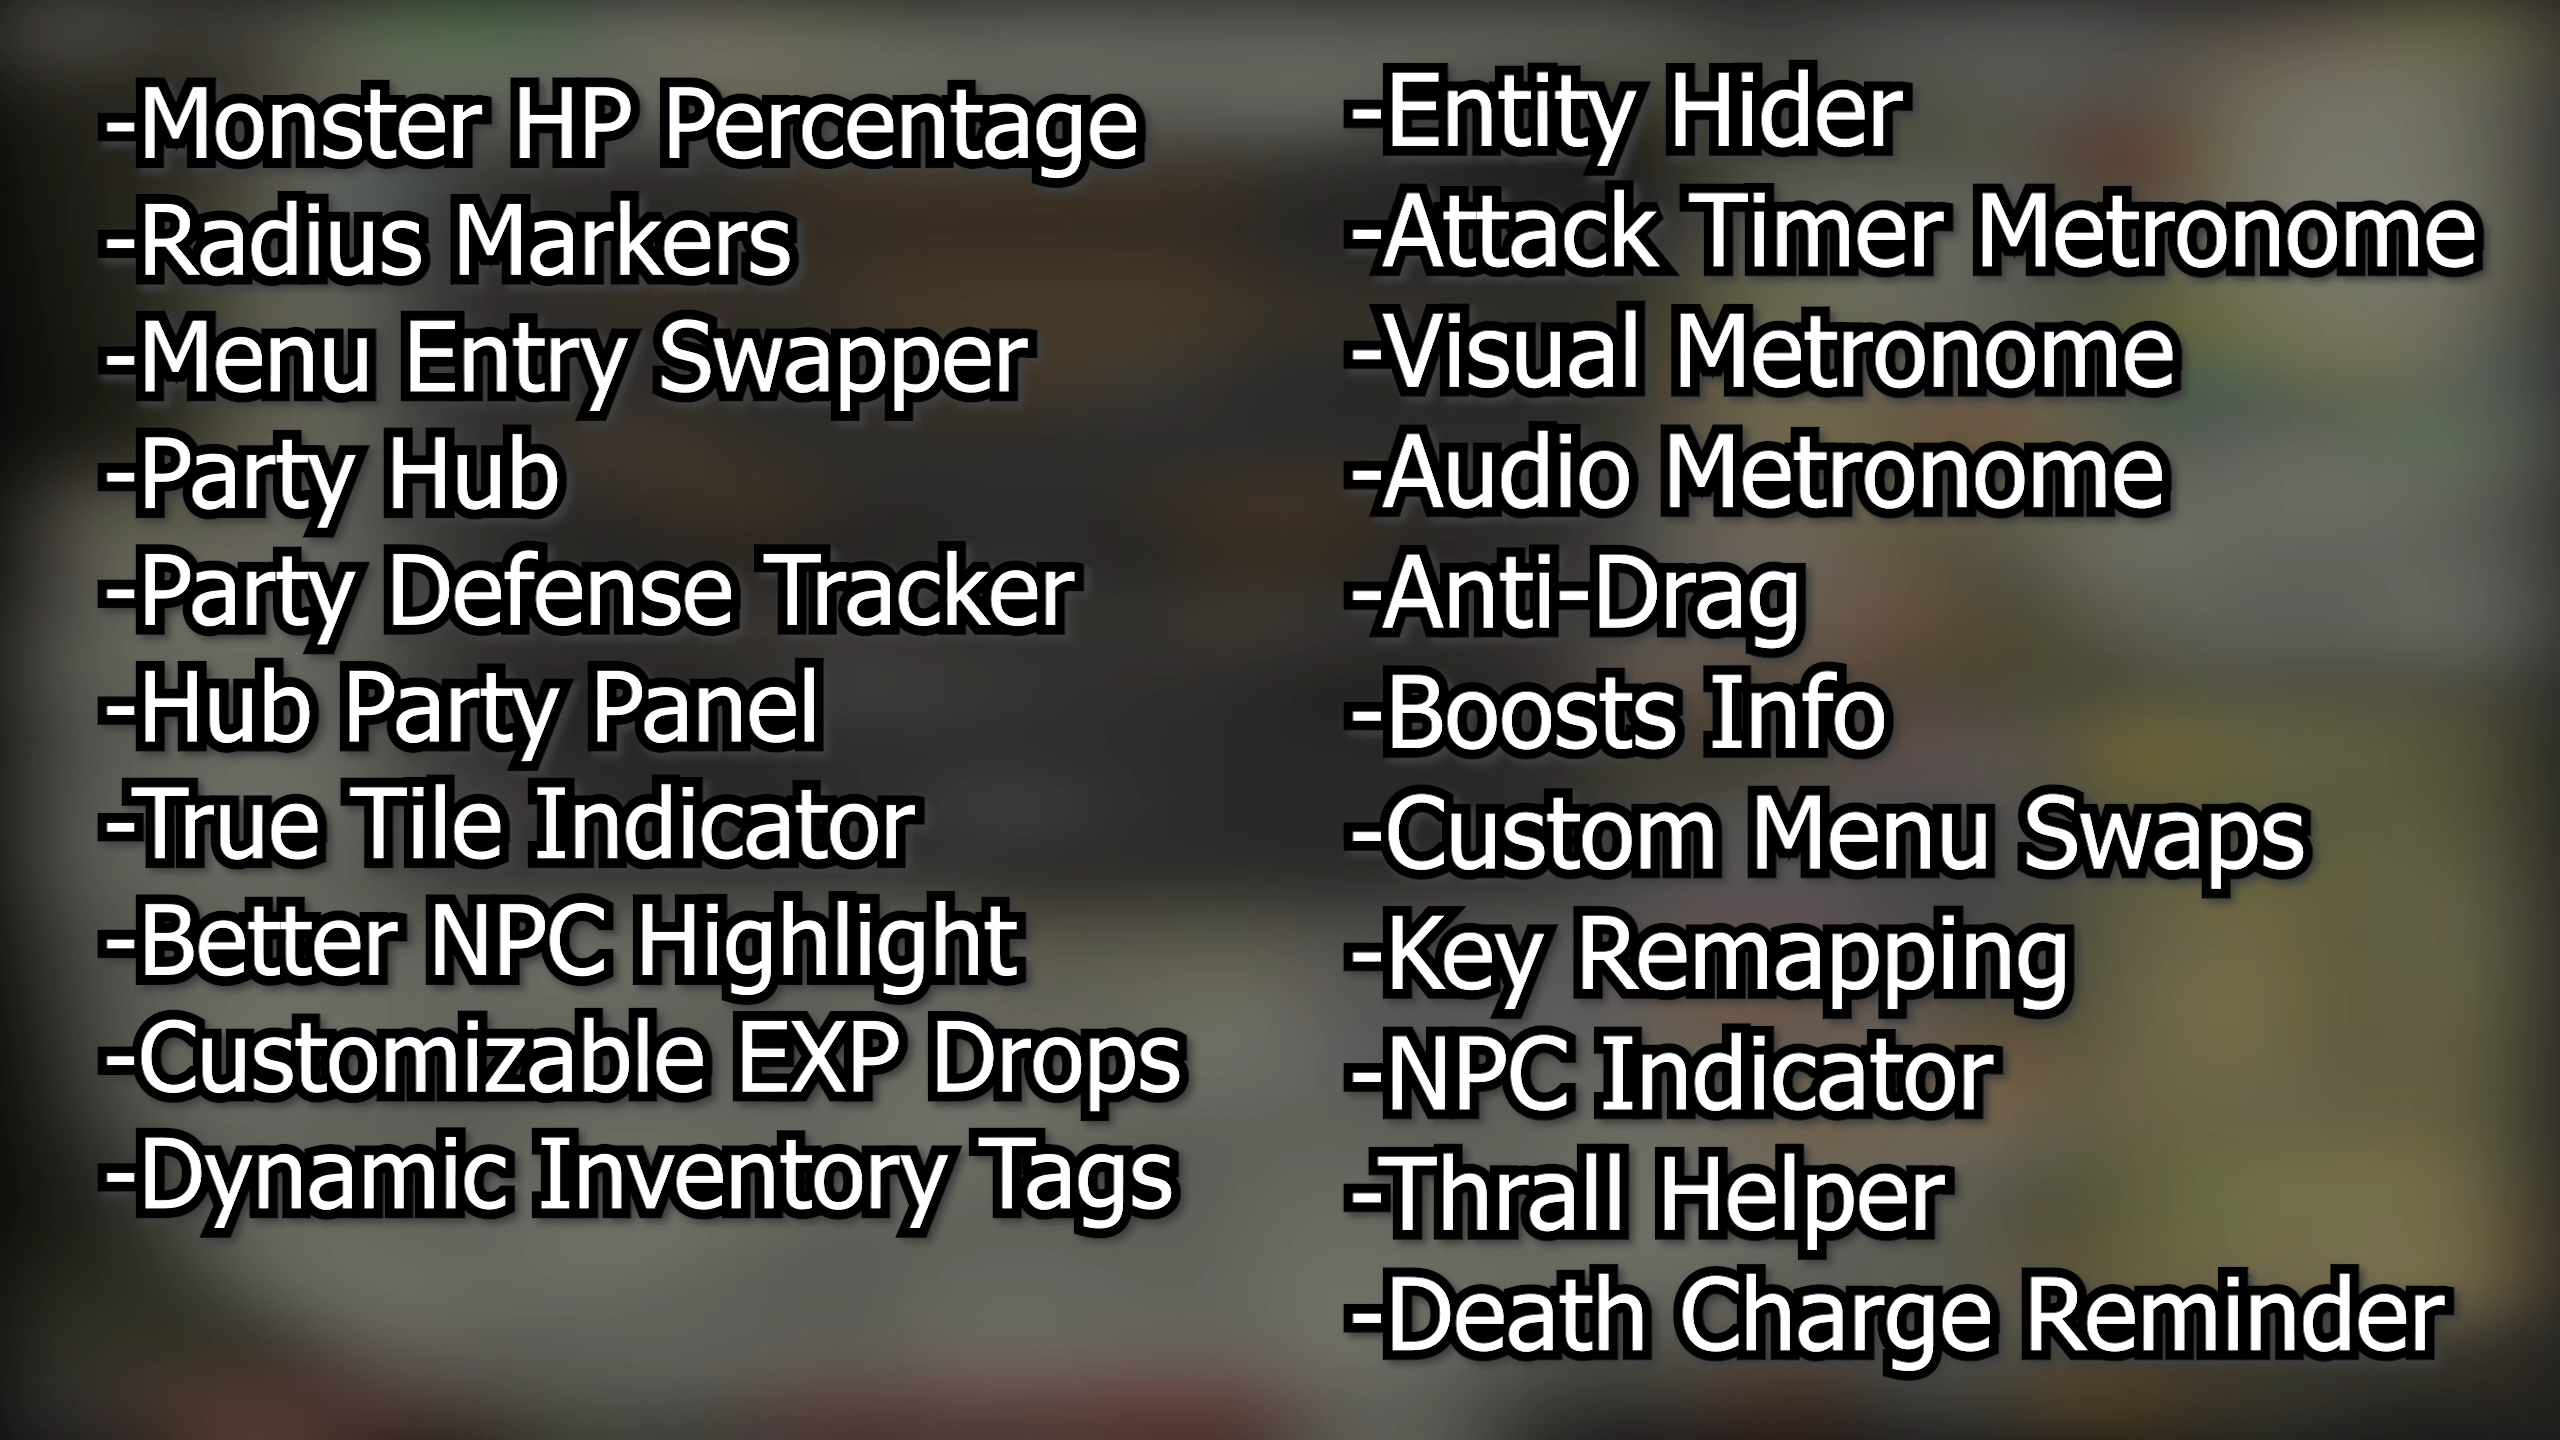 -Monster HP Percentage
-Radius Markers
-Menu Entry Swapper
-Party Hub
-Party Defense Tracker
-Hub Party Panel
-True Tile Indicator
-Better NPC Highlight
-Customizable EXP Drops
-Dynamic Inventory Tags
-Entity Hider
-Attack Timer Metronome
-Visual Metronome
-Audio Metronome
-Anti-Drag
-Boosts Info
-Custom Menu Swaps
-Key Remapping
-NPC Indicator
-Thrall Helper
-Death Charge Reminder